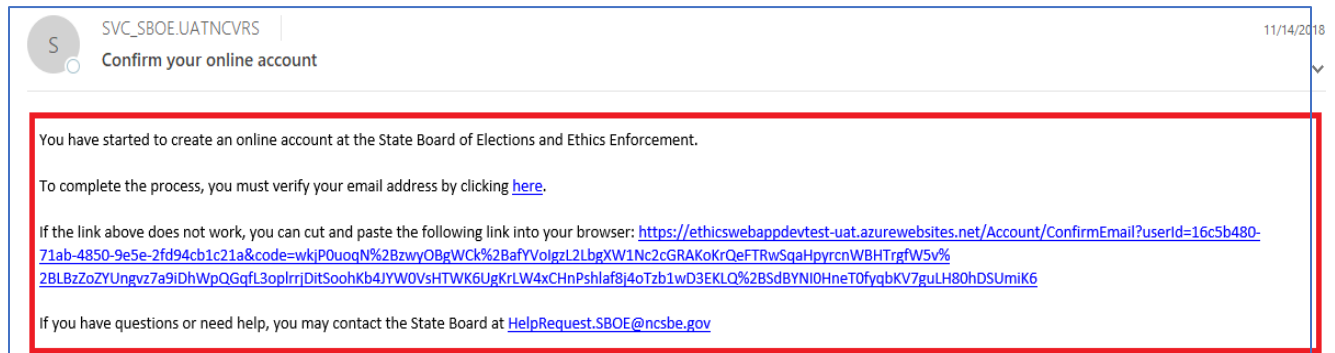 S
SVC_SBOE.UATNCVRS
11/14/2018
Confirm your online account
You have started to create an online account at the State Board of Elections and Ethics Enforcement.
To complete the process, you must verify your email address by clicking here.
If the link above does not work, you can cut and paste the following link into your browser: https://ethicswebappdevtest-uat.azurewebsites.net/Account/ConfirmEmail?userId=16c5b480-
71ab-4850-9e5e-2fd94cb1c21a&code=wkjP0uoqN%2BzwyOBgWCk%2BafYVoIgzL2LbgXW1Nc2cGRAKoKrQeFTRwSqaHpyrcnWBHTrgfW5v%
2BLBzZoZYUngvz7a9iDhWpQGqfL3oplrrjDitSoohKb4JYW0VsHTWK6UgKrLW4xCHnPshlaf8j4oTzb1wD3EKLQ%2BSdBYNI0HneT0fyqbKV7guLH80hDSUmiK6
If you have questions or need help, you may contact the State Board at HelpRequest.SBOE@ncsbe.gov